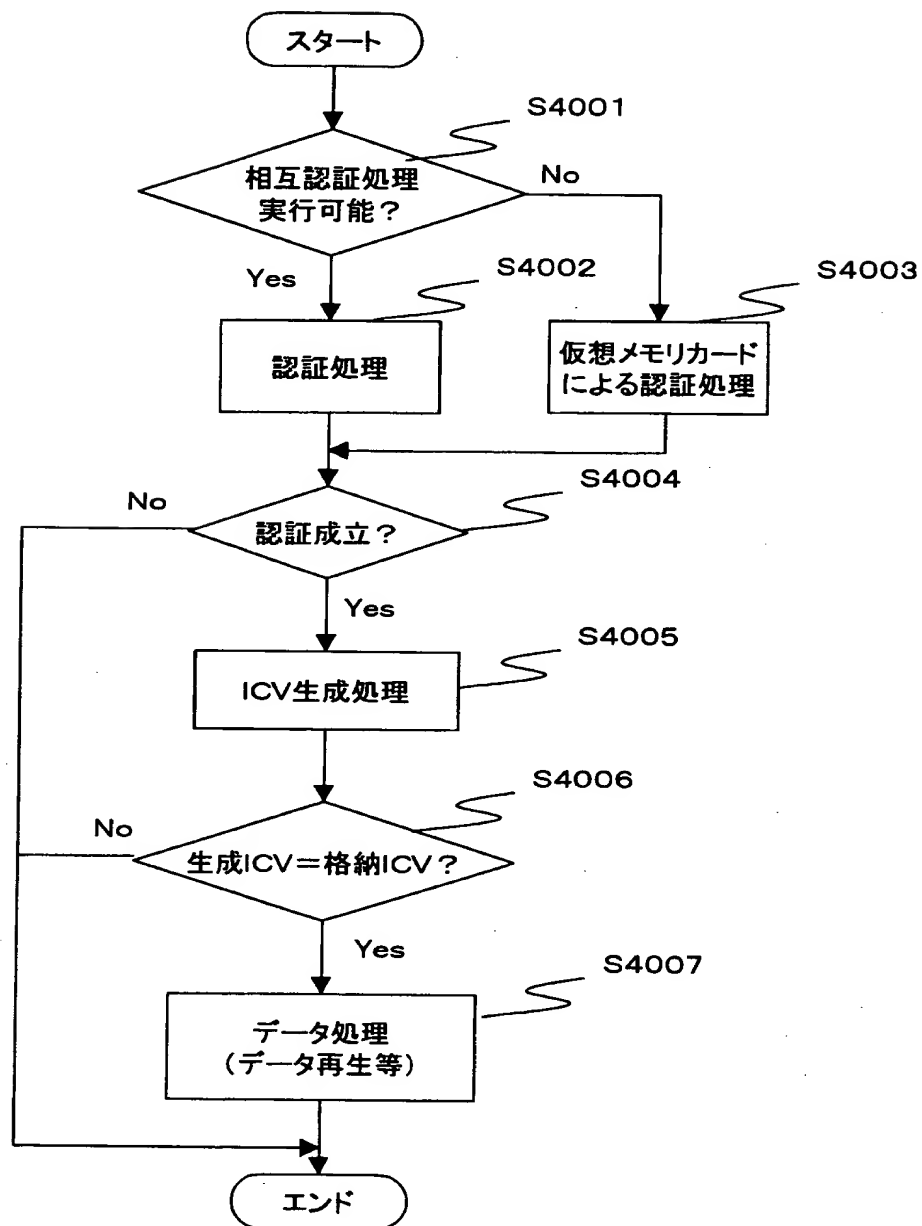 スタート
S4001
相互認証処理
実行可能?
No
Yes
S4002
S4003
認証処理
仮想メモリカード
による認証処理
S4004
No
認証成立?
Yes
S4005
ICV生成処理
S4006
No
生成ICV=格納ICV?
Yes
S4007
データ処理
(データ再生等)
エンド